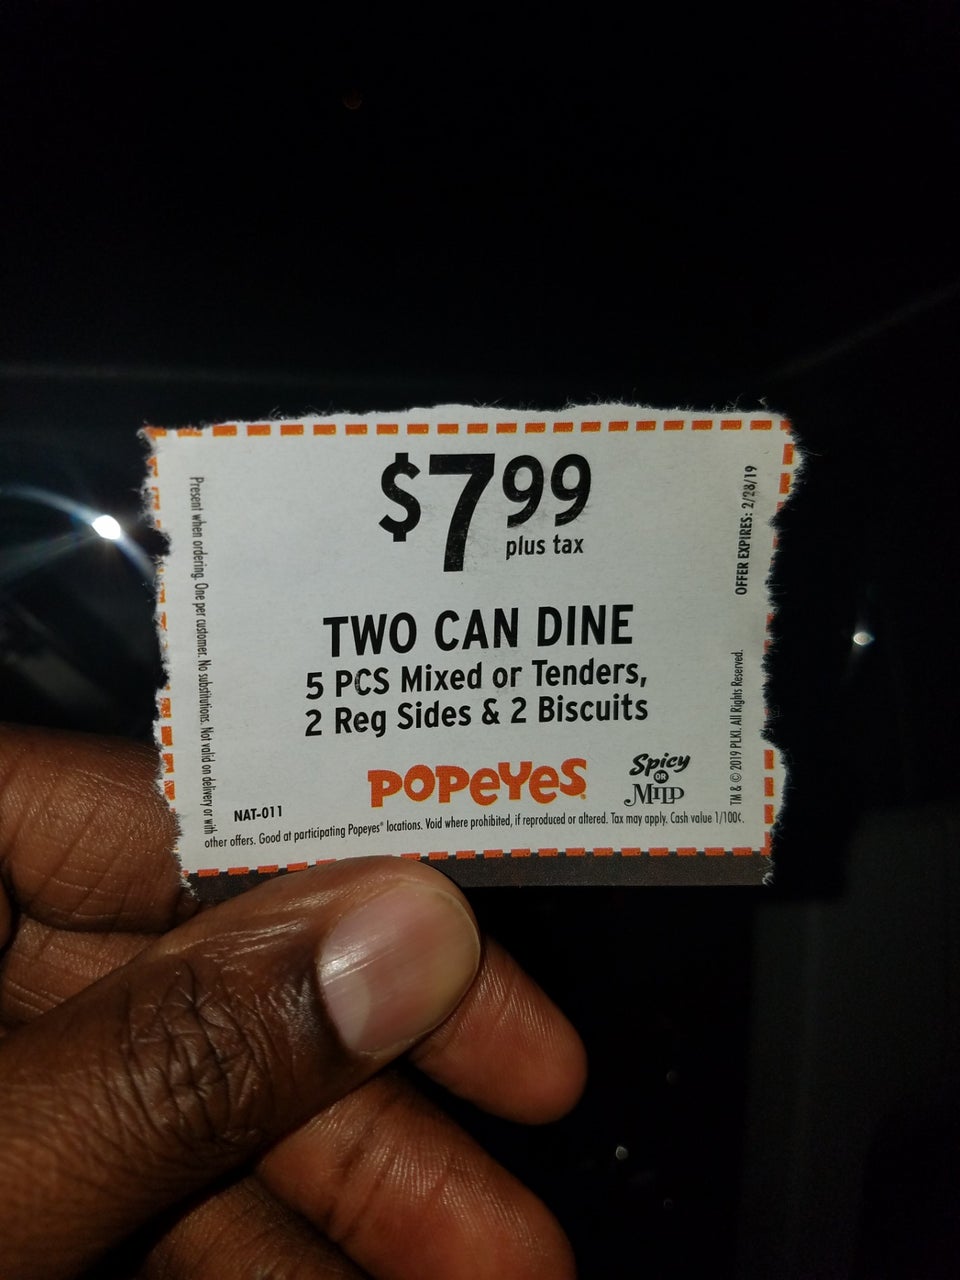 $7.99
plus tax
TWO CAN DINE
5 PCS Mixed or Tenders,
2 Reg Sides & 2 Biscuits
POPEYES®
Spicy
OR
MILD
NAT-011
Present when ordering. One per customer. No substitutions. Not valid on delivery or with
other offers. Good at participating Popeyes® locations. Void where prohibited, if reproduced or altered. Tax may apply. Cash value 1/100¢.
TM & © 2019 PLKI. All Rights Reserved.
OFFER EXPIRES: 2/28/19